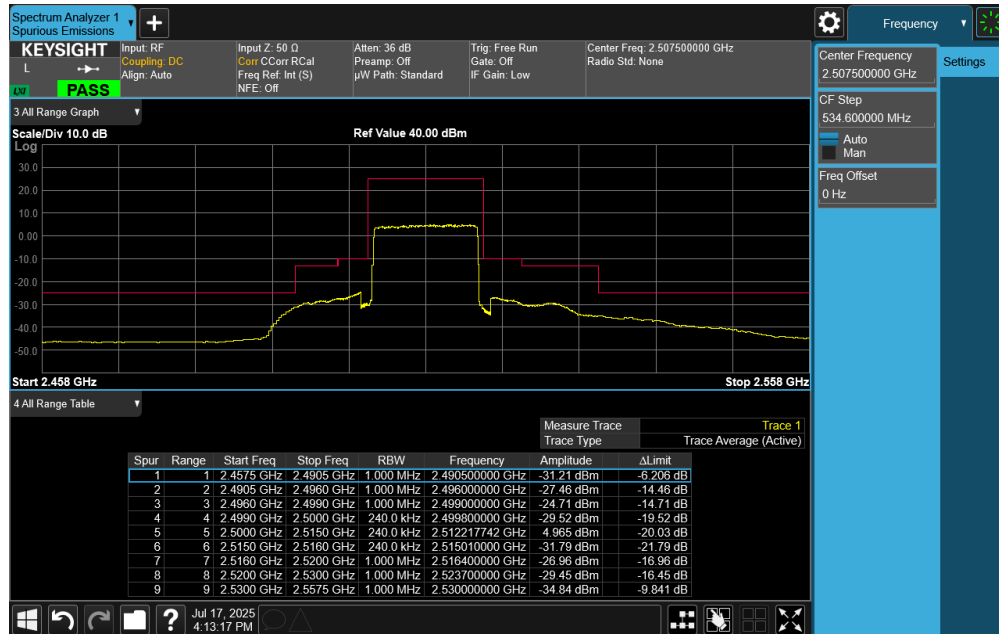 Spectrum Analyzer 1
Spurious Emissions
Frequency
KEYSIGHT
L
LXI
PASS
Input: RF
Coupling: DC
Align: Auto
Input Z: 50 Ω
Corr CCorr RCal
Freq Ref: Int (S)
NFE: Off
Atten: 36 dB
Preamp: Off
µW Path: Standard
Trig: Free Run
Gate: Off
IF Gain: Low
Center Freq: 2.507500000 GHz
Radio Std: None
Center Frequency
2.507500000 GHz
Settings
CF Step
534.600000 MHz
Auto
Man
Freq Offset
0 Hz
3 All Range Graph
Scale/Div 10.0 dB
Ref Value 40.00 dBm
Log
30.0
20.0
10.0
0.00
-10.0
-20.0
-30.0
-40.0
-50.0
Start 2.458 GHz
Stop 2.558 GHz
4 All Range Table
Measure Trace Trace 1
Trace Type Trace Average (Active)
Spur Range Start Freq Stop Freq RBW Frequency Amplitude ΔLimit
1 1 2.4575 GHz 2.4905 GHz 1.000 MHz 2.490500000 GHz -31.21 dBm -6.206 dB
2 2 2.4905 GHz 2.4960 GHz 1.000 MHz 2.496000000 GHz -27.46 dBm -14.46 dB
3 3 2.4960 GHz 2.4990 GHz 1.000 MHz 2.499000000 GHz -24.71 dBm -14.71 dB
4 4 2.4990 GHz 2.5000 GHz 240.0 kHz 2.499800000 GHz -29.52 dBm -19.52 dB
5 5 2.5000 GHz 2.5150 GHz 240.0 kHz 2.512217742 GHz 4.965 dBm -20.03 dB
6 6 2.5150 GHz 2.5160 GHz 240.0 kHz 2.515010000 GHz -31.79 dBm -21.79 dB
7 7 2.5160 GHz 2.5200 GHz 1.000 MHz 2.516400000 GHz -26.96 dBm -16.96 dB
8 8 2.5200 GHz 2.5300 GHz 1.000 MHz 2.523700000 GHz -29.45 dBm -16.45 dB
9 9 2.5300 GHz 2.5575 GHz 1.000 MHz 2.530000000 GHz -34.84 dBm -9.841 dB
?
Jul 17, 2025
4:13:17 PM